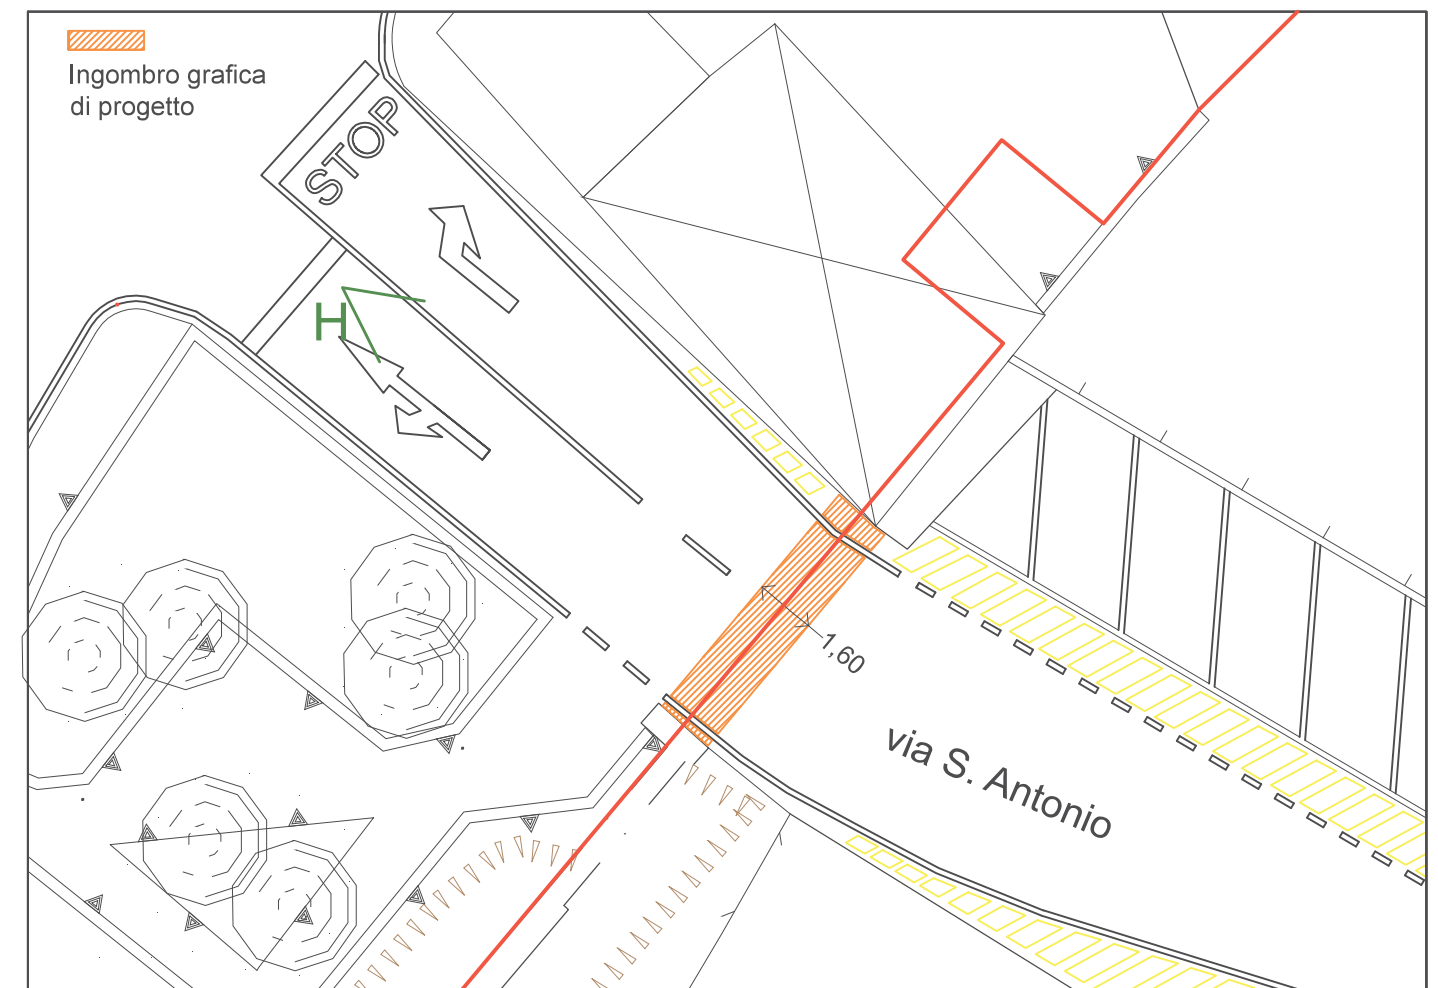 Ingombro grafica
di progetto
STOP
H
1,60
via S. Antonio